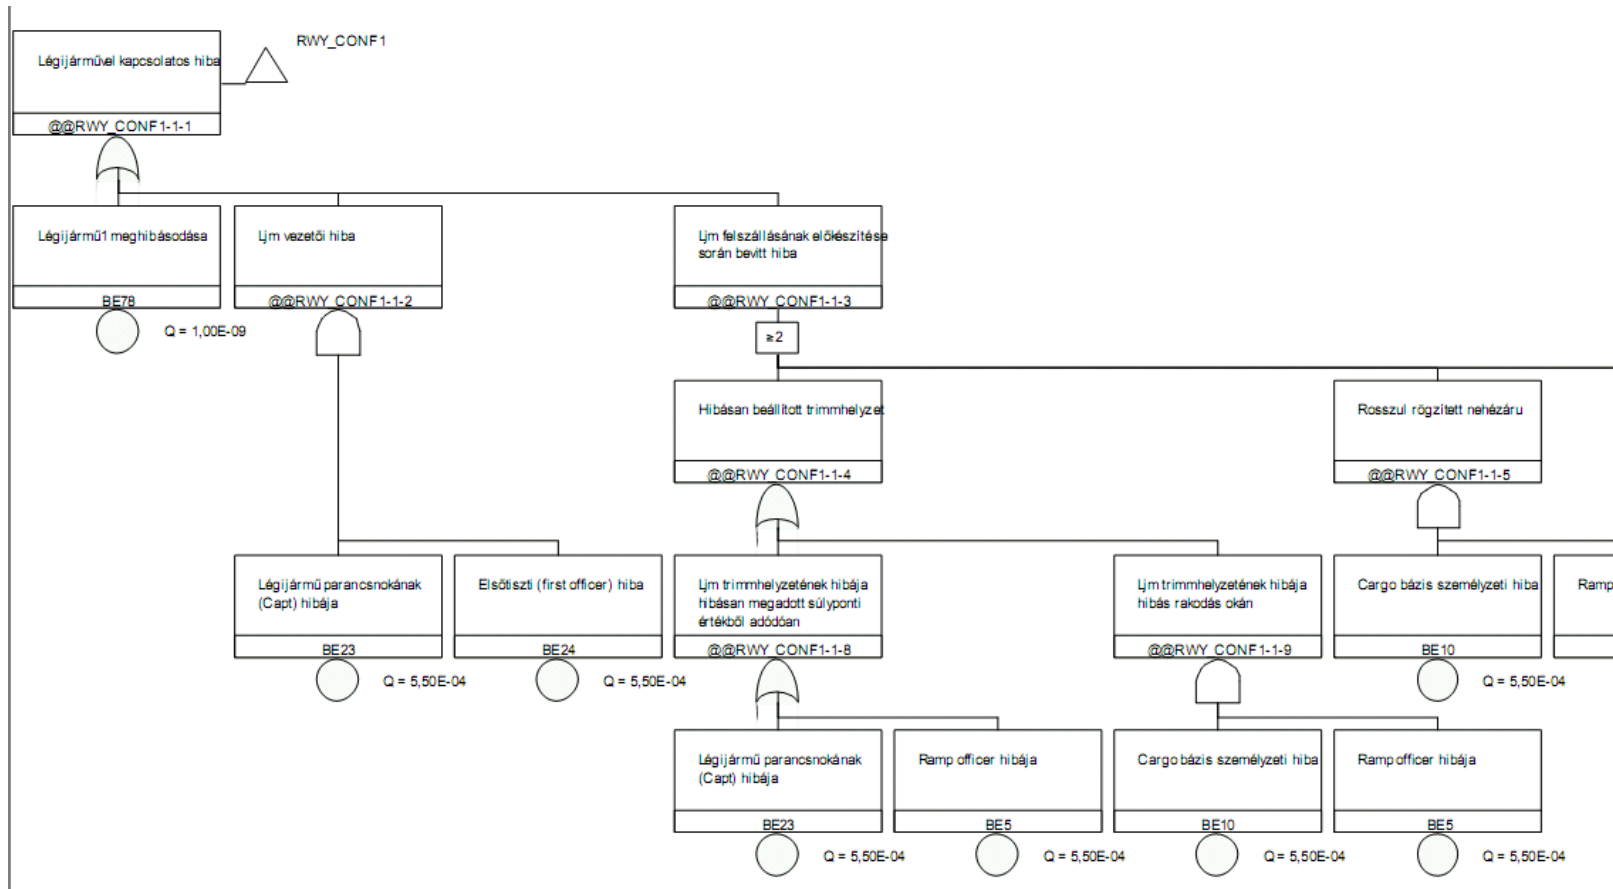 RWY_CONF1
Légijárművel kapcsolatos hiba
@@RWY_CONF1-1-1
Légijármű1 meghibásodása
BE78
Q = 1,00E-09
Ljm vezetői hiba
@@RWY_CONF1-1-2
Ljm felszállásának előkészítése
során bevitt hiba
@@RWY_CONF1-1-3
≥2
Hibásan beállított trimmhelyzet
@@RWY_CONF1-1-4
Rosszul rögzített nehézáru
@@RWY_CONF1-1-5
Légijármű parancsnokának
(Capt) hibája
BE23
Q = 5,50E-04
Elsőtiszti (first officer) hiba
BE24
Q = 5,50E-04
Ljm trimmhelyzetének hibája
hibásan megadott súlyponti
értékből adódóan
@@RWY_CONF1-1-8
Ljm trimmhelyzetének hibája
hibás rakodás okán
@@RWY_CONF1-1-9
Cargo bázis személyzeti hiba
BE10
Q = 5,50E-04
Ramp
Légijármű parancsnokának
(Capt) hibája
BE23
Q = 5,50E-04
Ramp officer hibája
BE5
Q = 5,50E-04
Cargo bázis személyzeti hiba
BE10
Q = 5,50E-04
Ramp officer hibája
BE5
Q = 5,50E-04